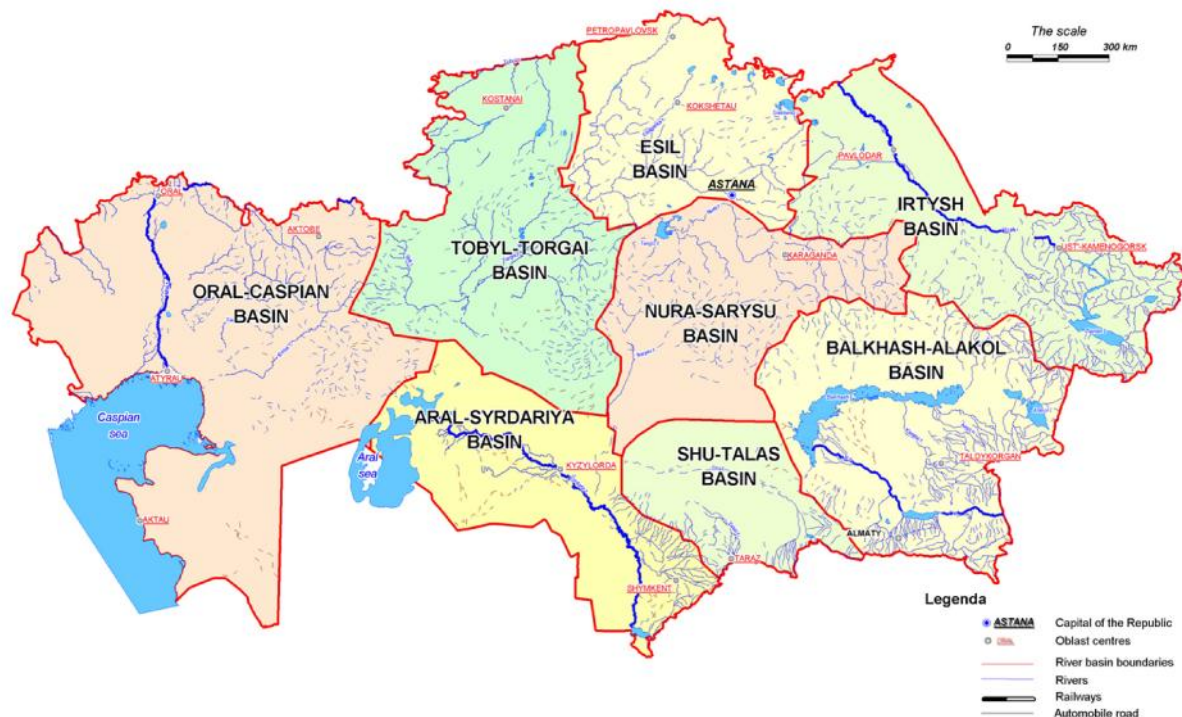 The scale
0 150 300 km
PETROPAVLOVSK
KOSTANAI
KOKSHETAU
ESIL
BASIN
PAVLODAR
ASTANA
IRTYSH
BASIN
ORAL
AKTOBE
TOBYL-TORGAI
BASIN
KARAGANDA
UST'-KAMENOGORSK
ORAL-CASPIAN
BASIN
NURA-SARYSU
BASIN
BALKHASH-ALAKOL
BASIN
ATYRAU
Caspian
sea
ARAL-SYRDARIYA
BASIN
Aral
sea
KYZYLORDA
SHU-TALAS
BASIN
TALDYKORGAN
AKTAU
ALMATY
TARAZ
SHYMKENT
Legenda
ASTANA Capital of the Republic
ORAL Oblast centres
River basin boundaries
Rivers
Railways
Automobile road